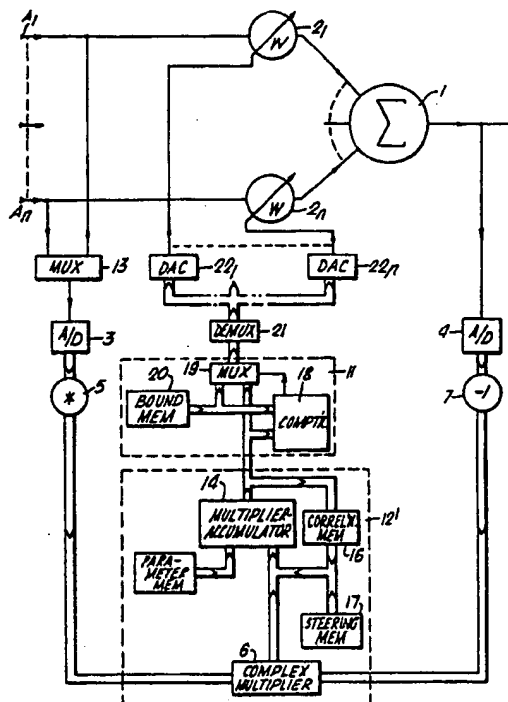 A1
2₁
W
1
Σ
An
W
2n
MUX
13
DAC
22₁
DAC
22n
A/D
3
DEMUX
21
A/D
4
5
*
19
MUX
11
20
BOUND MEM
18
COMPTR
7
-1
14
MULTIPLIER-
ACCUMULATOR
CORRELN.
MEM
16
12'
PARA-
METER
MEM
17
STEERING
MEM
6
COMPLEX
MULTIPLIER